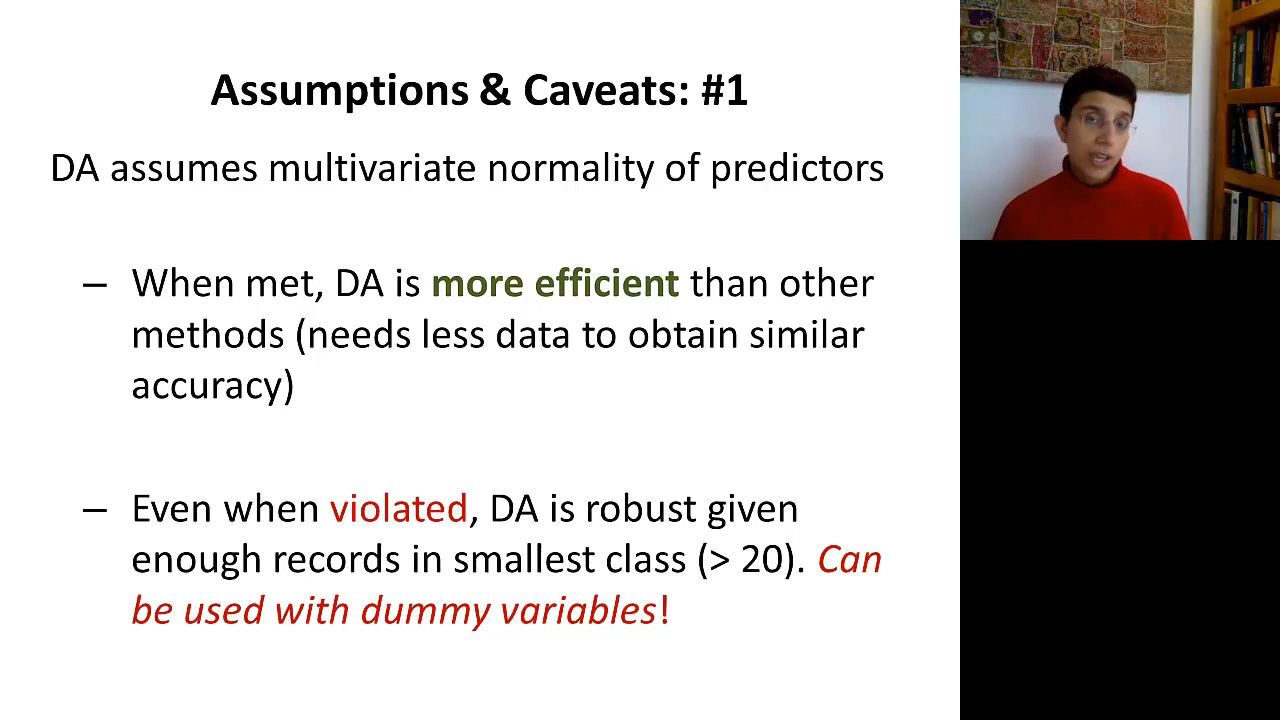 Assumptions & Caveats: #1
DA assumes multivariate normality of predictors
– When met, DA is more efficient than other
methods (needs less data to obtain similar
accuracy)
– Even when violated, DA is robust given
enough records in smallest class (> 20). Can
be used with dummy variables!